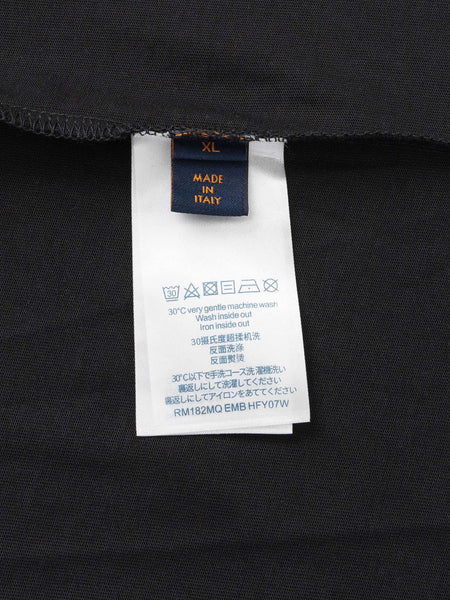 XL
MADE
IN
ITALY
30
30°C very gentle machine wash
Wash inside out
Iron inside out
30摄氏度超揉机洗
反面洗涤
反面熨烫
30℃以下で手洗コース洗濯機洗い
裏返しにして洗濯してください
裏返しにしてアイロンをあててください
RM182MQ EMB HFY07W